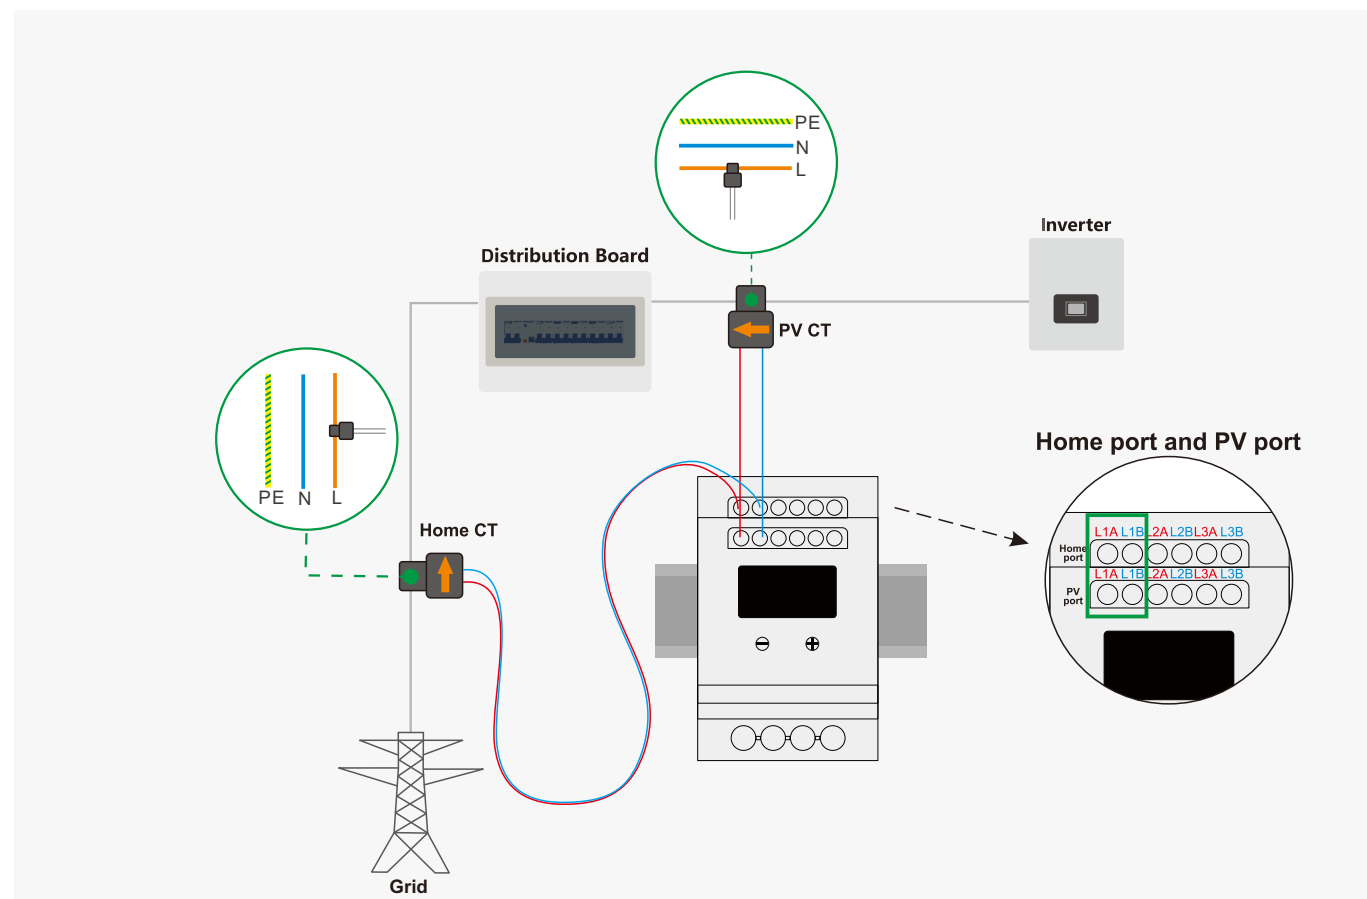 PE
N
L
Inverter
Distribution Board
PV CT
Home port and PV port
PE N L
Home CT
L1A L1B L2A L2B L3A L3B
Home
port
L1A L1B L2A L2B L3A L3B
PV
port
Grid